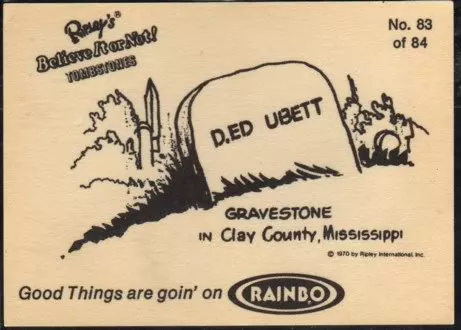 Ripley's
Believe It or Not!
TOMBSTONES
No. 83
of 84
D.ED UBETT
GRAVESTONE
IN CLAY COUNTY, MISSISSIPPI
© 1970 by Ripley International, Inc.
Good Things are goin' on RAINBO